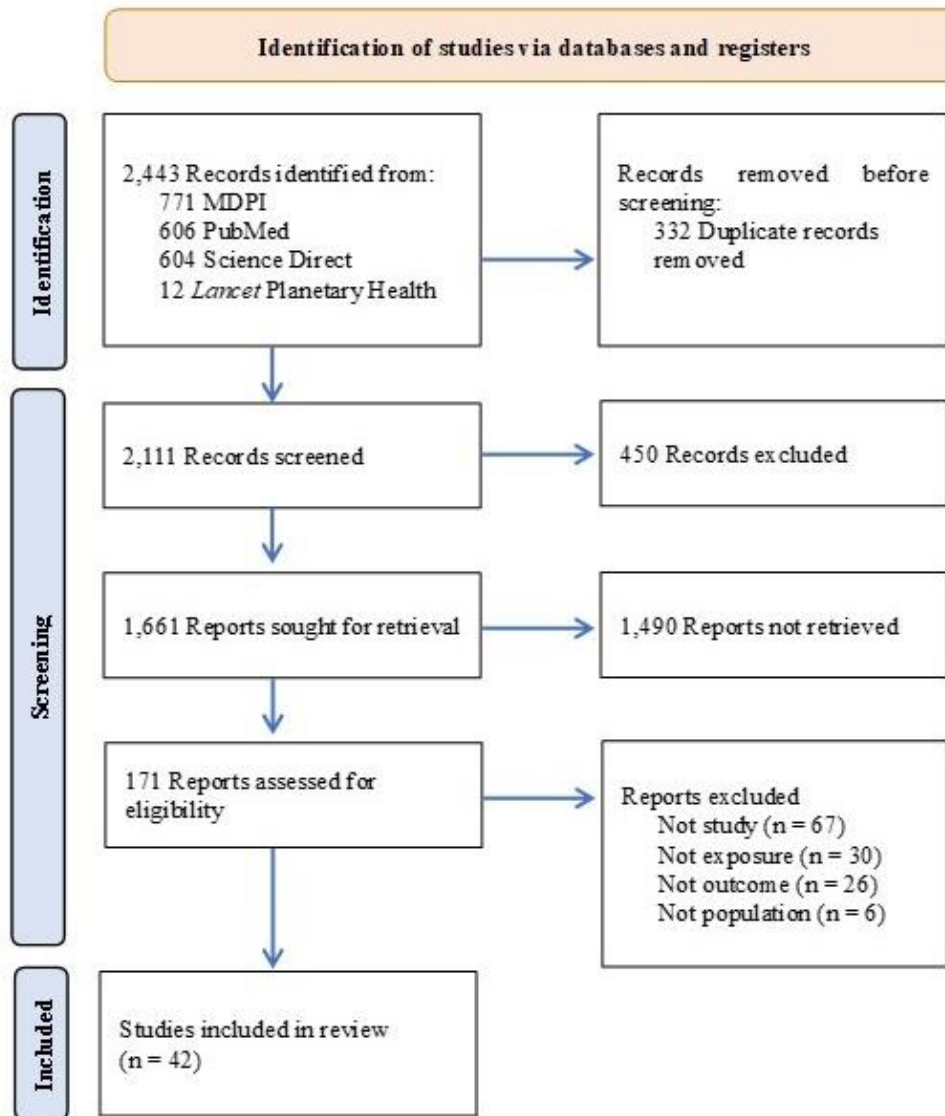 Identification of studies via databases and registers
Identification
2,443 Records identified from:
771 MDPI
606 PubMed
604 Science Direct
12 Lancet Planetary Health
Records removed before
screening:
332 Duplicate records
removed
Screening
2,111 Records screened
450 Records excluded
1,661 Reports sought for retrieval
1,490 Reports not retrieved
171 Reports assessed for
eligibility
Reports excluded
Not study (n = 67)
Not exposure (n = 30)
Not outcome (n = 26)
Not population (n = 6)
Included
Studies included in review
(n = 42)